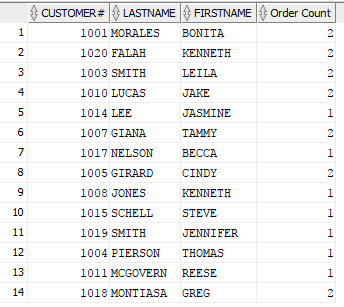 CUSTOMER# LASTNAME FIRSTNAME Order Count
1 1001 MORALES BONITA 2
2 1020 FALAH KENNETH 2
3 1003 SMITH LEILA 2
4 1010 LUCAS JAKE 2
5 1014 LEE JASMINE 1
6 1007 GIANA TAMMY 2
7 1017 NELSON BECCA 1
8 1005 GIRARD CINDY 2
9 1008 JONES KENNETH 1
10 1015 SCHELL STEVE 1
11 1019 SMITH JENNIFER 1
12 1004 PIERSON THOMAS 1
13 1011 MCGOVERN REESE 1
14 1018 MONTIASA GREG 2